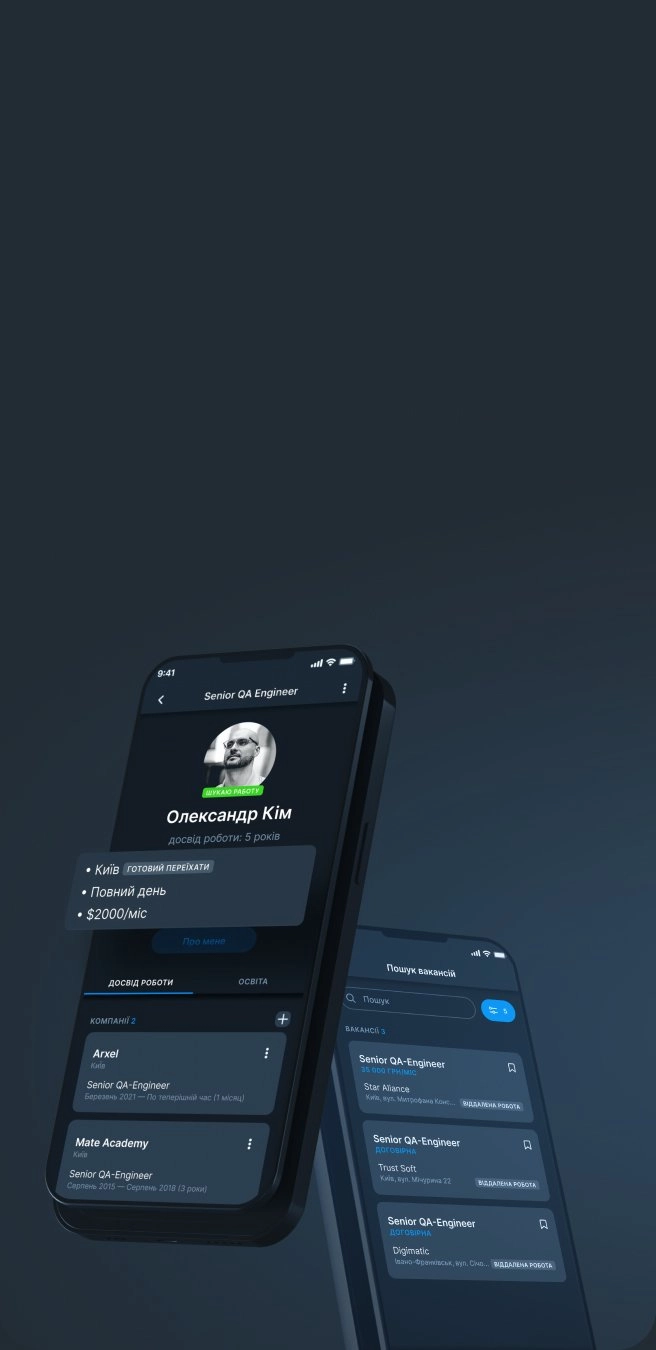 9:41
Senior QA Engineer
ШУКАЮ РАБОТУ
Олександр Кім
досвід роботи: 5 років
• Київ ГОТОВИЙ ПЕРЕЇХАТИ
• Повний день
• $2000/міс
Про мене
ДОСВІД РОБОТИ ОСВІТА
КОМПАНІЇ 2
Arxel
Київ
Senior QA-Engineer
Березень 2021 — По теперішній час (1 місяц)
Mate Academy
Київ
Senior QA-Engineer
Серпень 2015 — Серпень 2018 (3 роки)
Пошук вакансій
Пошук 5
ВАКАНСІЇ 3
Senior QA-Engineer
35 000 ГРН/МІС
Star Aliance
Київ, вул. Митрофана Конс... ВІДДАЛЕНА РОБОТА
Senior QA-Engineer
ДОГОВІРНА
Trust Soft
Київ, вул. Мічурина 22 ВІДДАЛЕНА РОБОТА
Senior QA-Engineer
ДОГОВІРНА
Digimatic
Івано-Франківськ, вул. Січо... ВІДДАЛЕНА РОБОТА